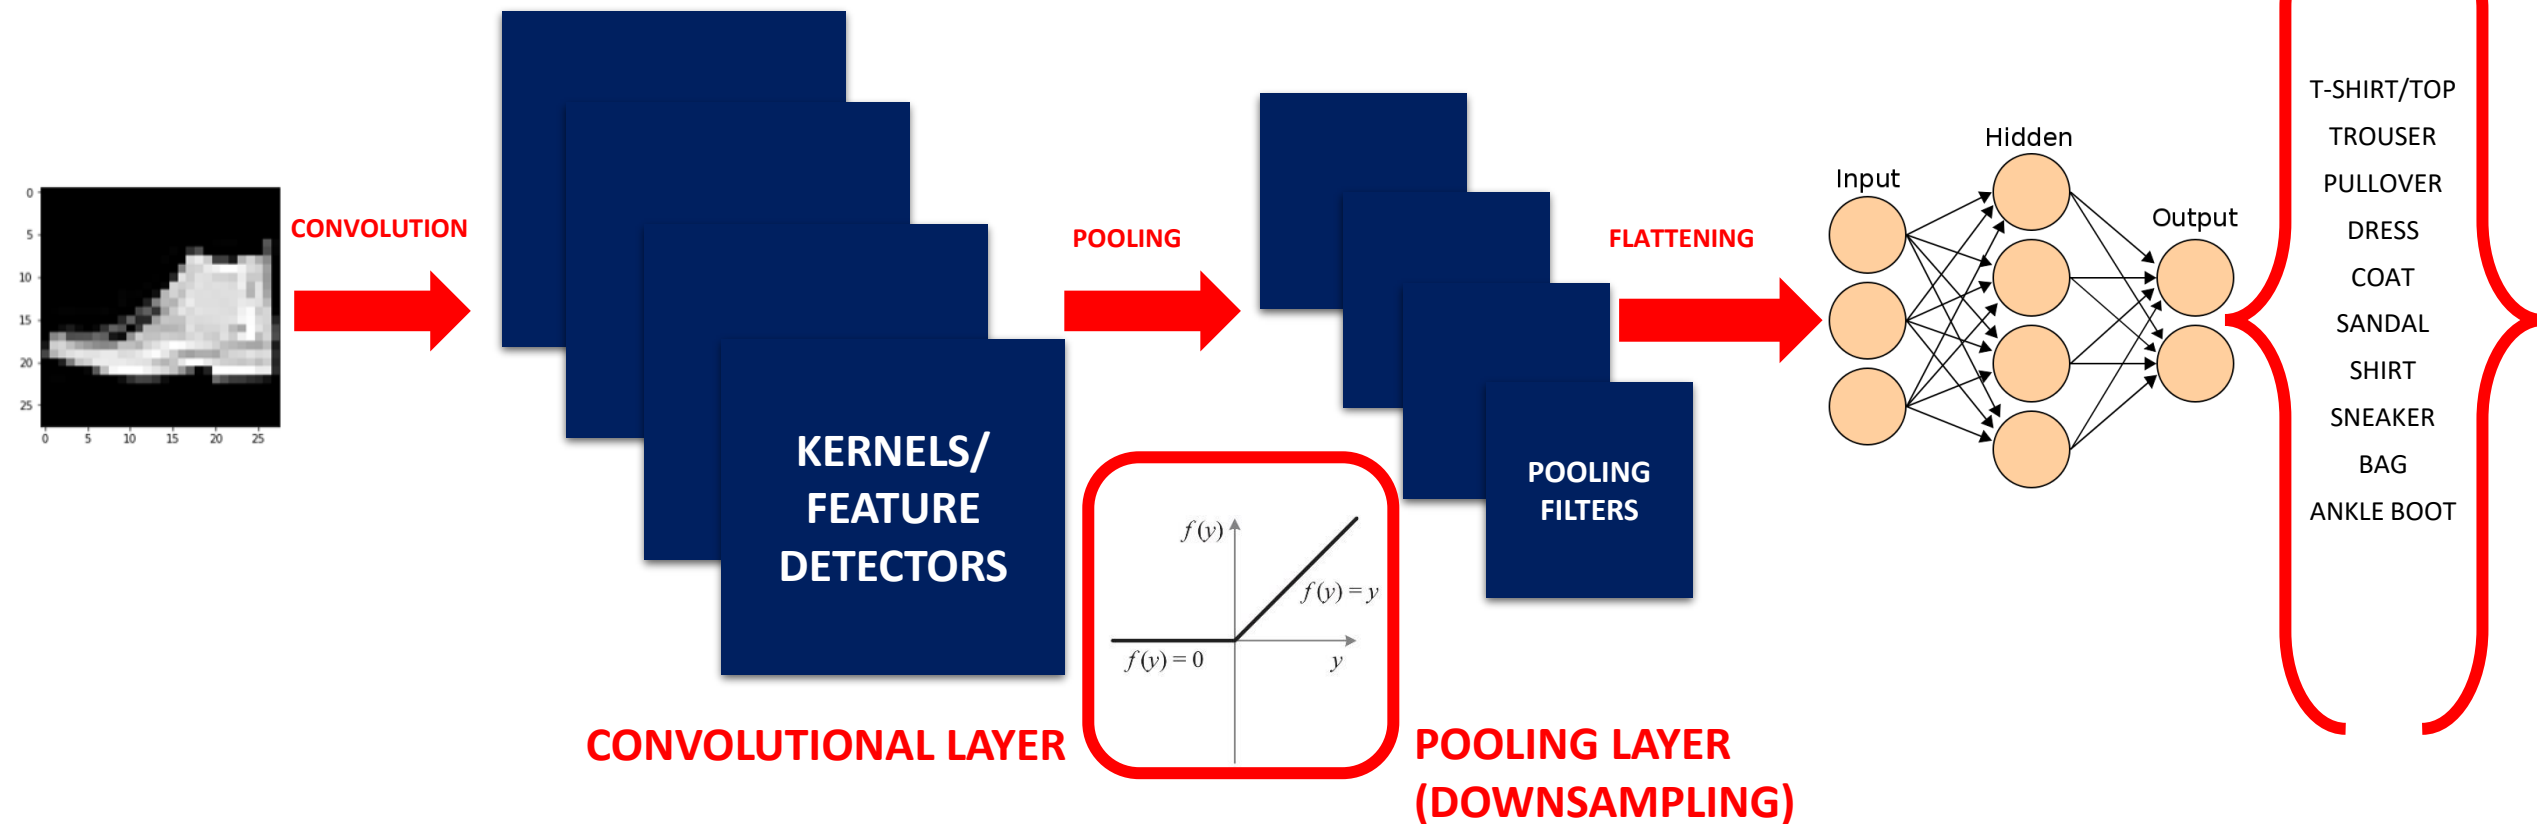 0
5
10
15
20
25
0 5 10 15 20 25
CONVOLUTION
KERNELS/
FEATURE
DETECTORS
CONVOLUTIONAL LAYER
POOLING
f(y)
f(y) = y
f(y) = 0
y
POOLING
FILTERS
POOLING LAYER
(DOWNSAMPLING)
FLATTENING
Input
Hidden
Output
T-SHIRT/TOP
TROUSER
PULLOVER
DRESS
COAT
SANDAL
SHIRT
SNEAKER
BAG
ANKLE BOOT